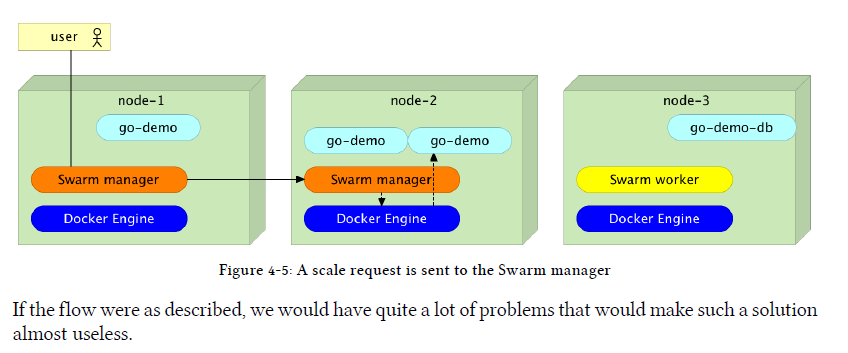 user
node-1
node-2
node-3
go-demo
go-demo
go-demo
go-demo-db
Swarm manager
Swarm manager
Swarm worker
Docker Engine
Docker Engine
Docker Engine
Figure 4-5: A scale request is sent to the Swarm manager
If the flow were as described, we would have quite a lot of problems that would make such a solution
almost useless.